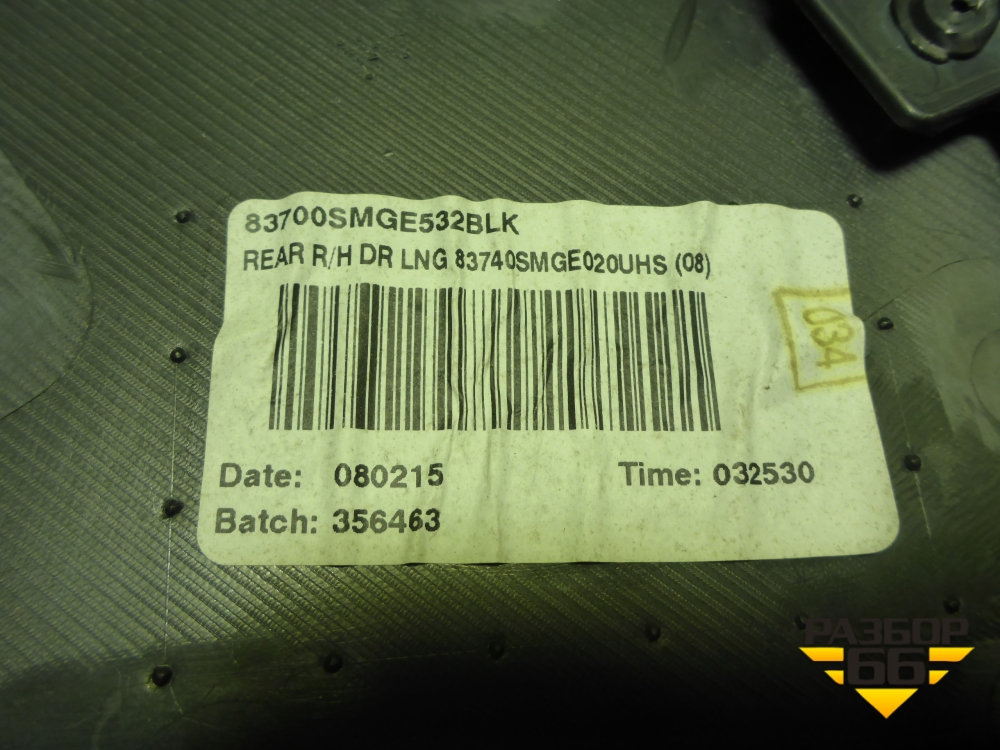 83700SMGE532BLK
REAR R/H DR LNG 83740SMGE020UHS (08)
034
Date: 080215 Time: 032530
Batch: 356463
РАЗБОР
66